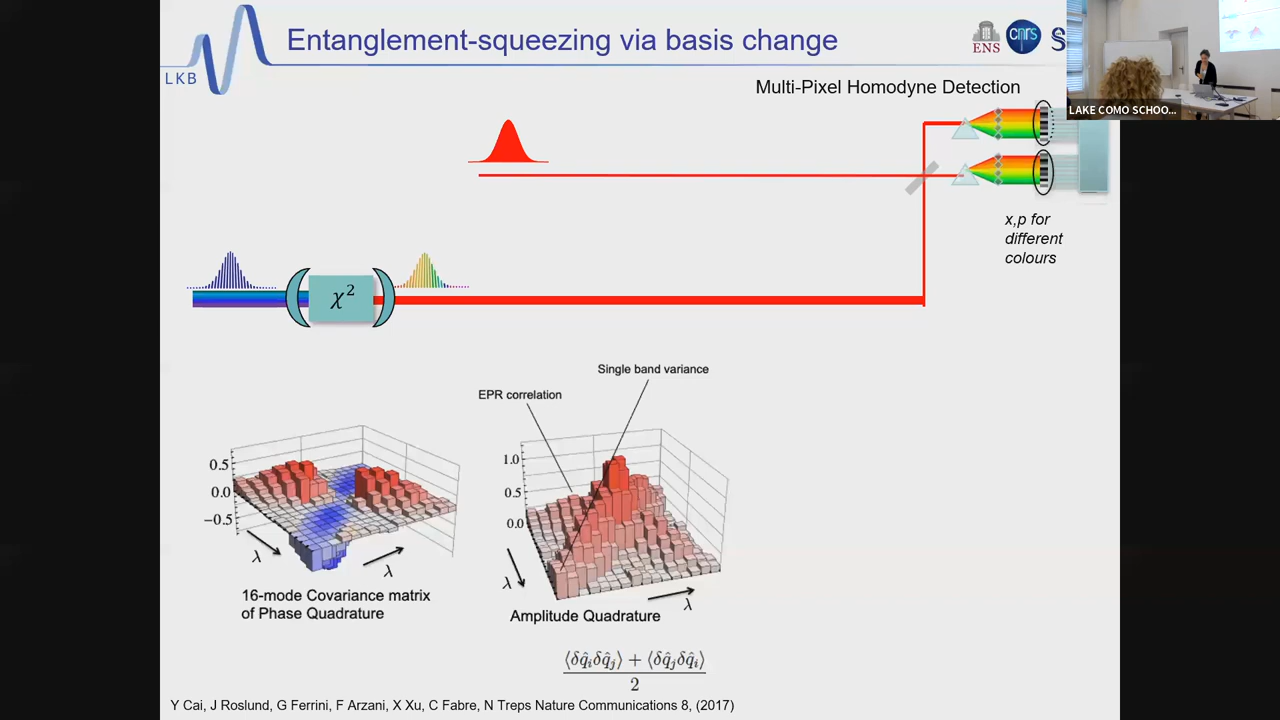 Entanglement-squeezing via basis change
LKB
ENS
cnrs
S
Multi-Pixel Homodyne Detection
LAKE COMO SCHOO...
x,p for
different
colours
χ²
Single band variance
EPR correlation
0.5
0.0
−0.5
λ
λ
1.0
0.5
0.0
λ
λ
16-mode Covariance matrix
of Phase Quadrature
Amplitude Quadrature
⟨δq̂ᵢδq̂ⱼ⟩ + ⟨δq̂ⱼδq̂ᵢ⟩
2
Y Cai, J Roslund, G Ferrini, F Arzani, X Xu, C Fabre, N Treps Nature Communications 8, (2017)